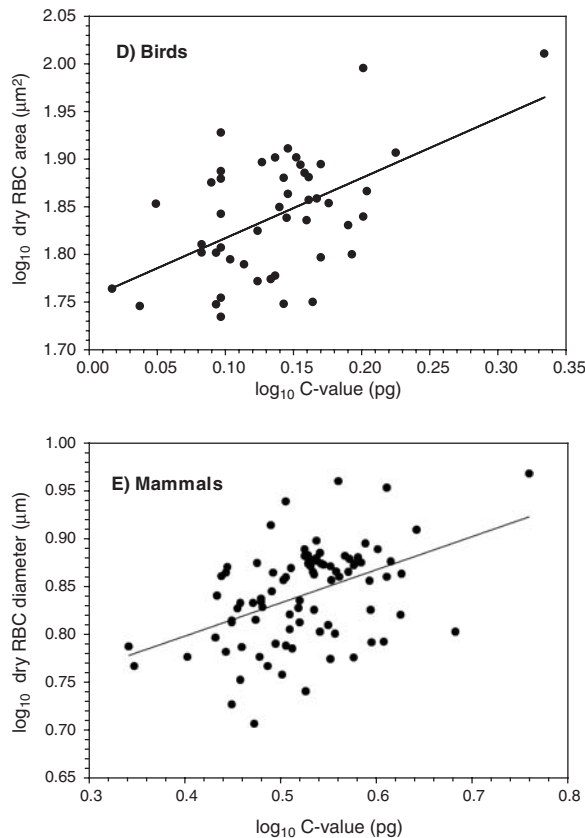 D) Birds
log10 dry RBC area (μm²)
2.05
2.00
1.95
1.90
1.85
1.80
1.75
1.70
0.00 0.05 0.10 0.15 0.20 0.25 0.30 0.35
log₁₀ C-value (pg)
E) Mammals
log₁₀ dry RBC diameter (μm)
1.00
0.95
0.90
0.85
0.80
0.75
0.70
0.65
0.3 0.4 0.5 0.6 0.7 0.8
log₁₀ C-value (pg)